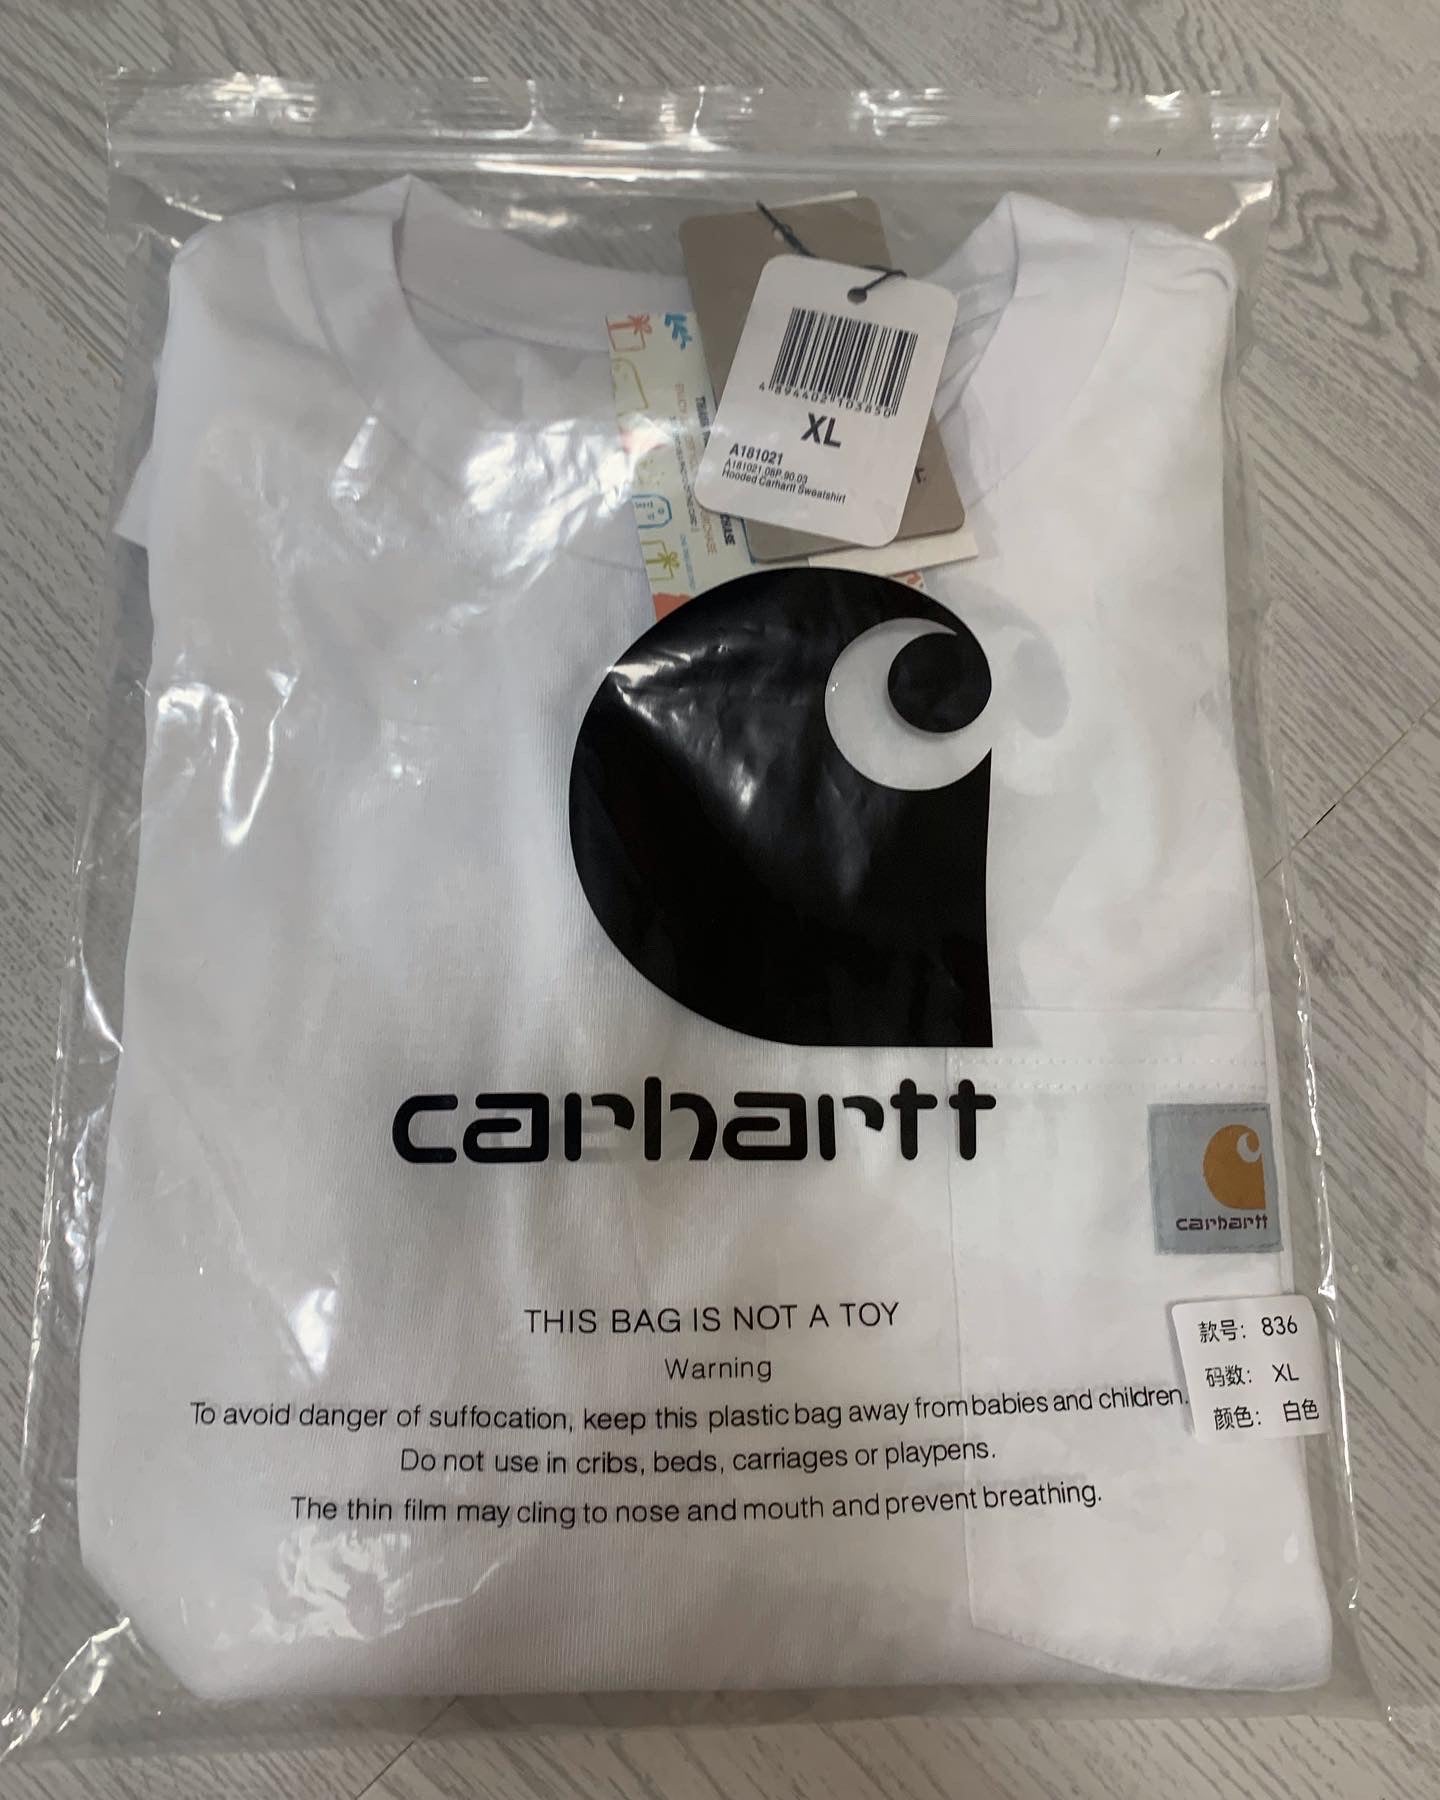 4 894402 103850
XL
A181021
A181021.08P.90.03
Hooded Carhartt Sweatshirt
carhartt
carhartt
THIS BAG IS NOT A TOY
Warning
To avoid danger of suffocation, keep this plastic bag away from babies and children.
Do not use in cribs, beds, carriages or playpens.
The thin film may cling to nose and mouth and prevent breathing.
款号: 836
码数: XL
颜色: 白色